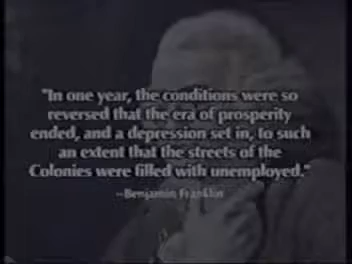 "In one year, the conditions were so
reversed that the era of prosperity
ended, and a depression set in, to such
an extent that the streets of the
Colonies were filled with unemployed."
--Benjamin Franklin